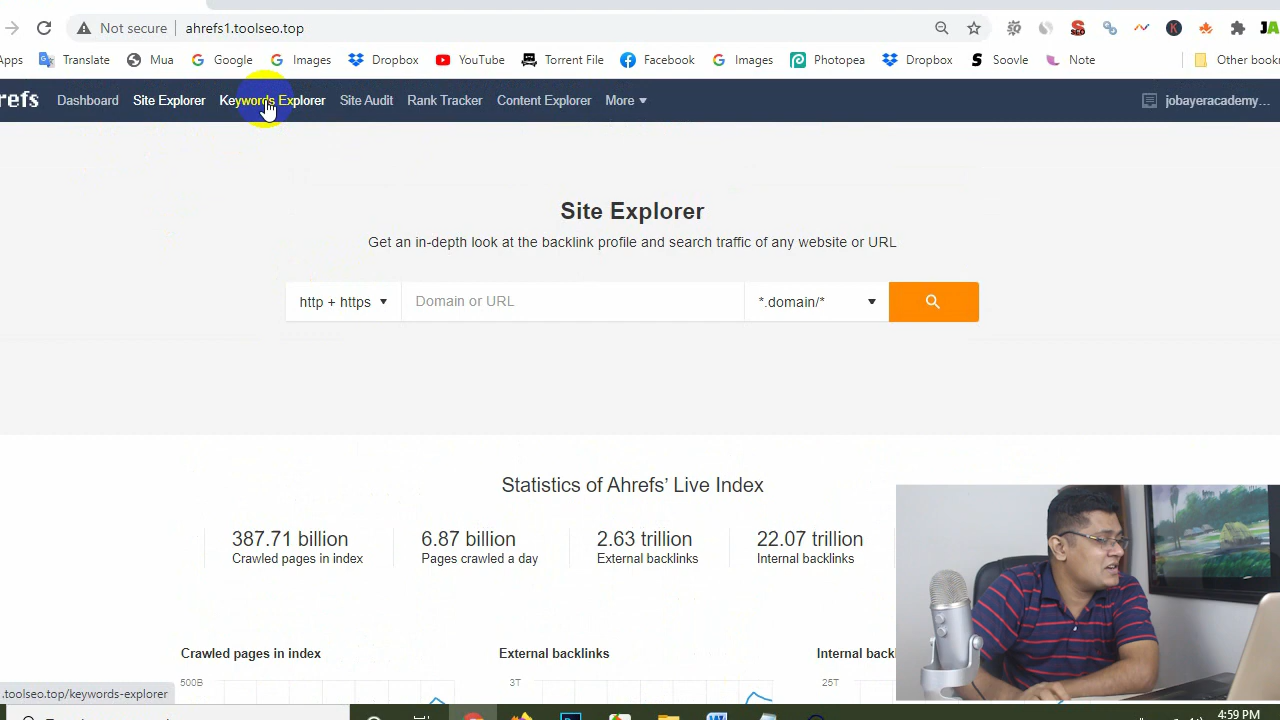 Not secure ahrefs1.toolseo.top
Apps Translate Mua Google Images Dropbox YouTube Torrent File Facebook Images Photopea Dropbox Soovle Note Other book
refs Dashboard Site Explorer Keywords Explorer Site Audit Rank Tracker Content Explorer More jobayeracademy...
Site Explorer
Get an in-depth look at the backlink profile and search traffic of any website or URL
http + https Domain or URL *.domain/*
Statistics of Ahrefs’ Live Index
387.71 billion 6.87 billion 2.63 trillion 22.07 trillion
Crawled pages in index Pages crawled a day External backlinks Internal backlinks
Crawled pages in index External backlinks Internal back
500B 3T 25T
.toolseo.top/keywords-explorer
4:59 PM